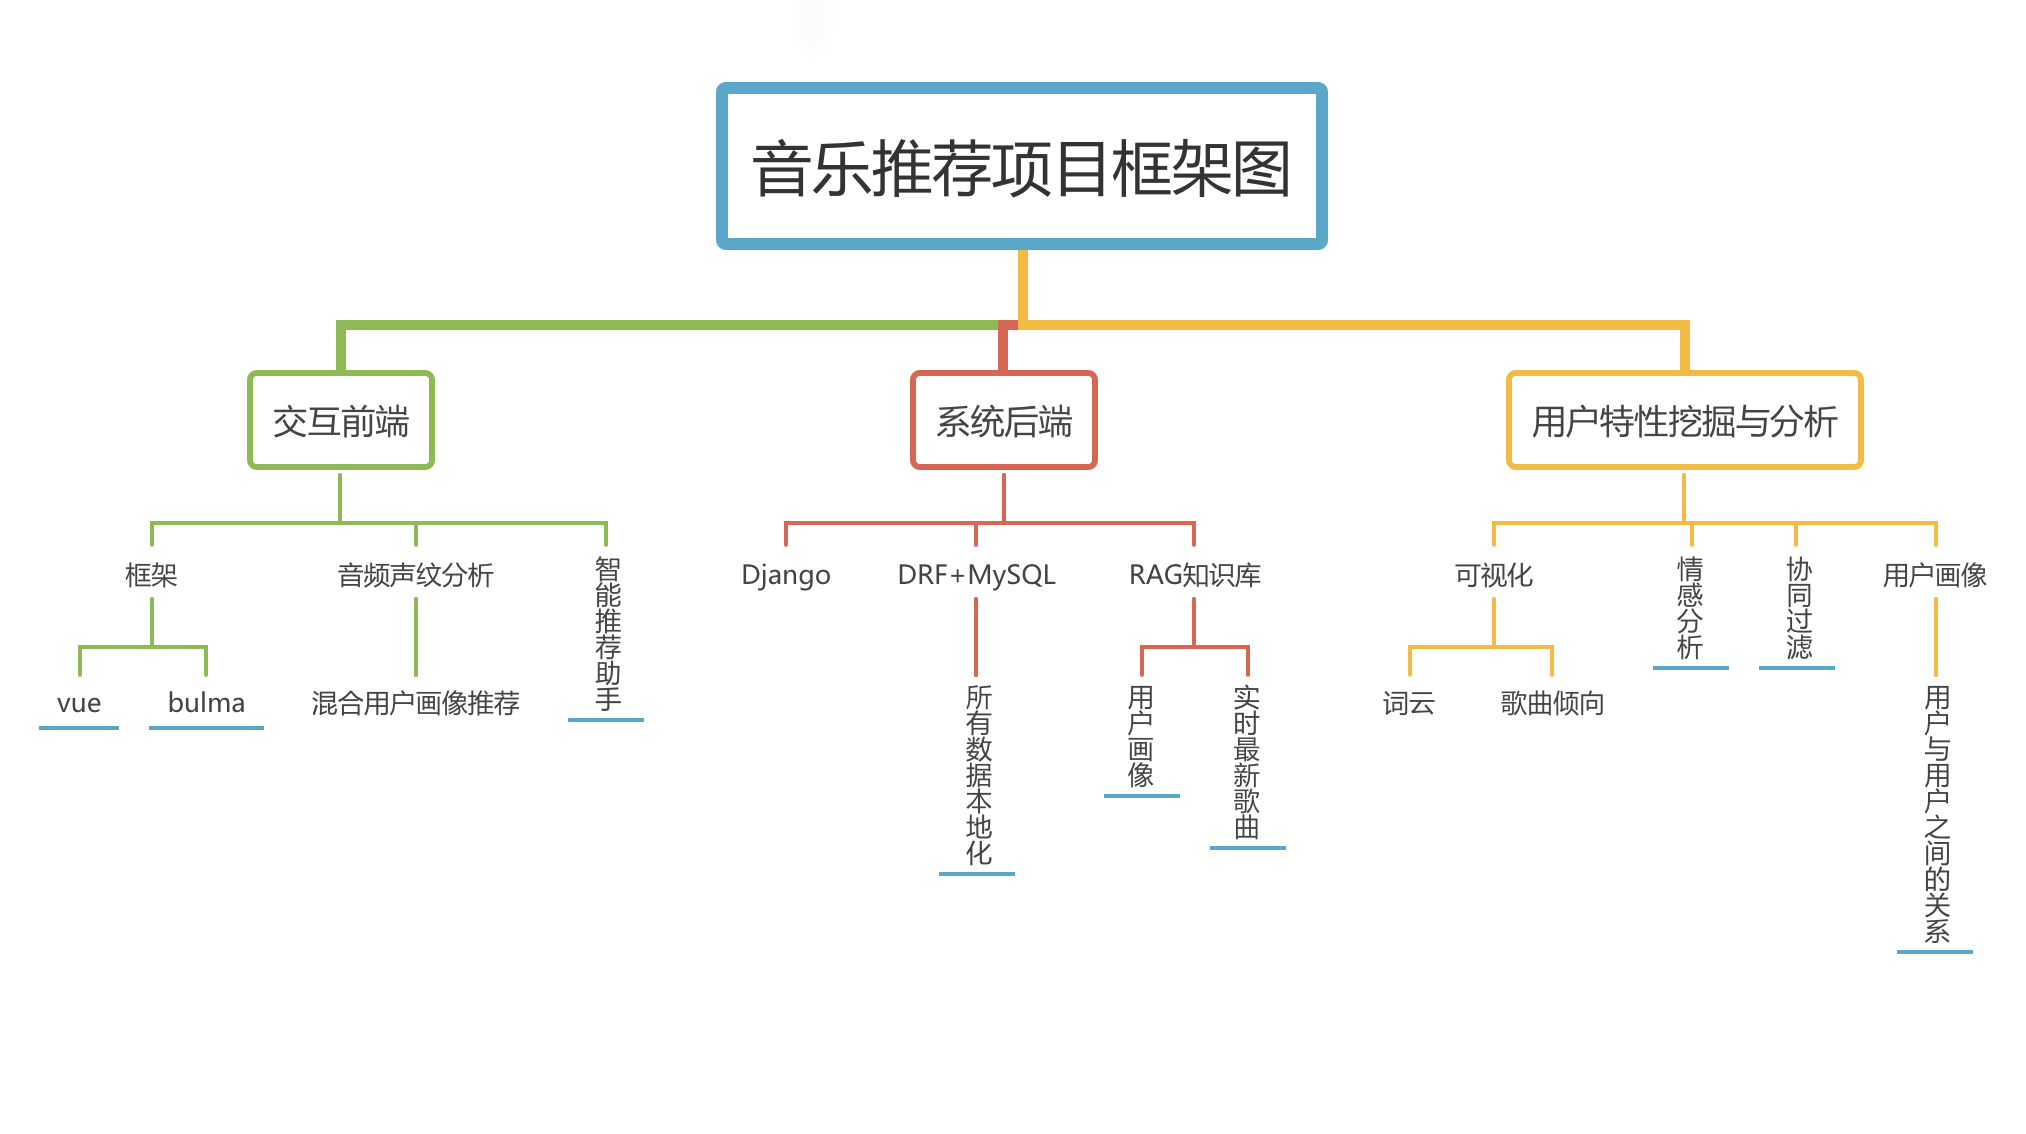 音乐推荐项目框架图
交互前端
系统后端
用户特性挖掘与分析
框架
音频声纹分析
智能推荐助手
Django
DRF+MySQL
RAG知识库
可视化
情感分析
协同过滤
用户画像
vue
bulma
混合用户画像推荐
所有数据本地化
用户画像
实时最新歌曲
词云
歌曲倾向
用户与用户之间的关系